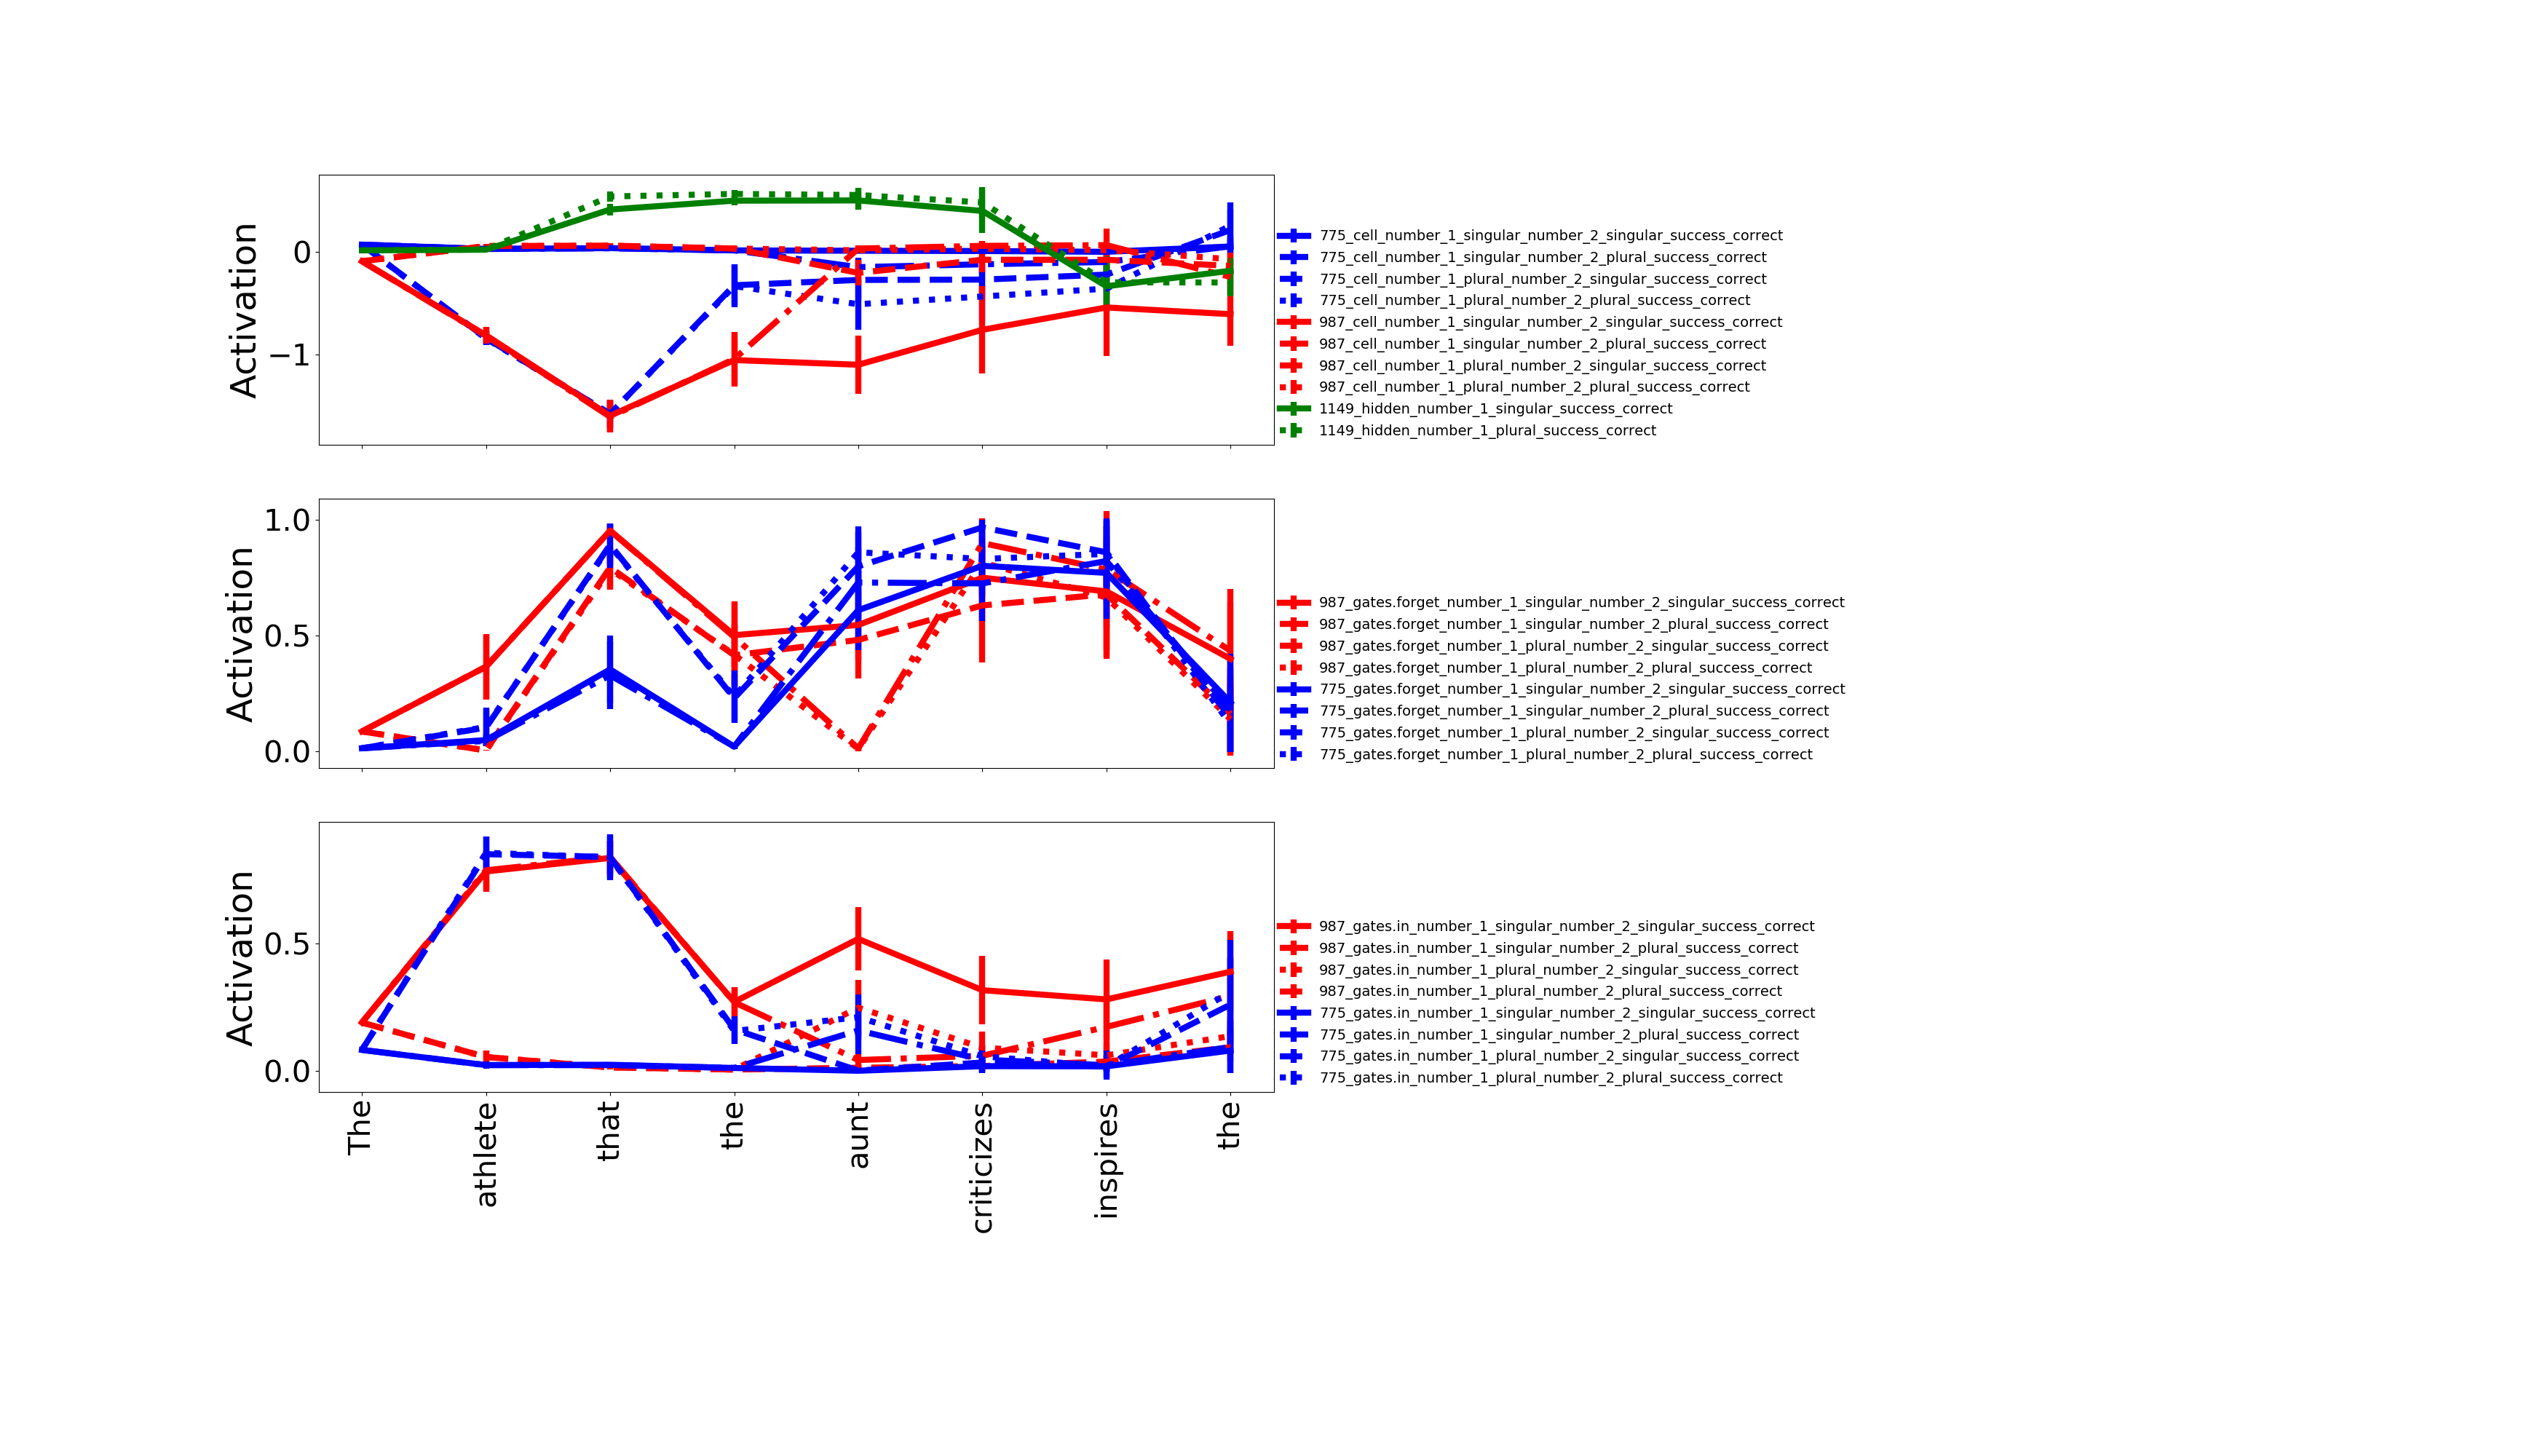 Activation
0
−1
775_cell_number_1_singular_number_2_singular_success_correct
775_cell_number_1_singular_number_2_plural_success_correct
775_cell_number_1_plural_number_2_singular_success_correct
775_cell_number_1_plural_number_2_plural_success_correct
987_cell_number_1_singular_number_2_singular_success_correct
987_cell_number_1_singular_number_2_plural_success_correct
987_cell_number_1_plural_number_2_singular_success_correct
987_cell_number_1_plural_number_2_plural_success_correct
1149_hidden_number_1_singular_success_correct
1149_hidden_number_1_plural_success_correct
Activation
1.0
0.5
0.0
987_gates.forget_number_1_singular_number_2_singular_success_correct
987_gates.forget_number_1_singular_number_2_plural_success_correct
987_gates.forget_number_1_plural_number_2_singular_success_correct
987_gates.forget_number_1_plural_number_2_plural_success_correct
775_gates.forget_number_1_singular_number_2_singular_success_correct
775_gates.forget_number_1_singular_number_2_plural_success_correct
775_gates.forget_number_1_plural_number_2_singular_success_correct
775_gates.forget_number_1_plural_number_2_plural_success_correct
Activation
0.5
0.0
987_gates.in_number_1_singular_number_2_singular_success_correct
987_gates.in_number_1_singular_number_2_plural_success_correct
987_gates.in_number_1_plural_number_2_singular_success_correct
987_gates.in_number_1_plural_number_2_plural_success_correct
775_gates.in_number_1_singular_number_2_singular_success_correct
775_gates.in_number_1_singular_number_2_plural_success_correct
775_gates.in_number_1_plural_number_2_singular_success_correct
775_gates.in_number_1_plural_number_2_plural_success_correct
The
athlete
that
the
aunt
criticizes
inspires
the